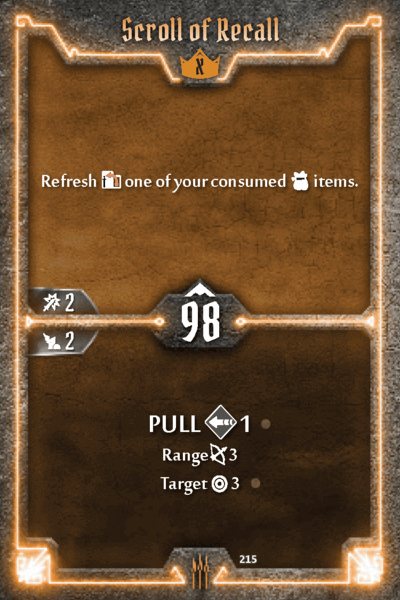 Scroll of Recall
X
Refresh one of your consumed items.
2
98
2
PULL 1
Range 3
Target 3
215